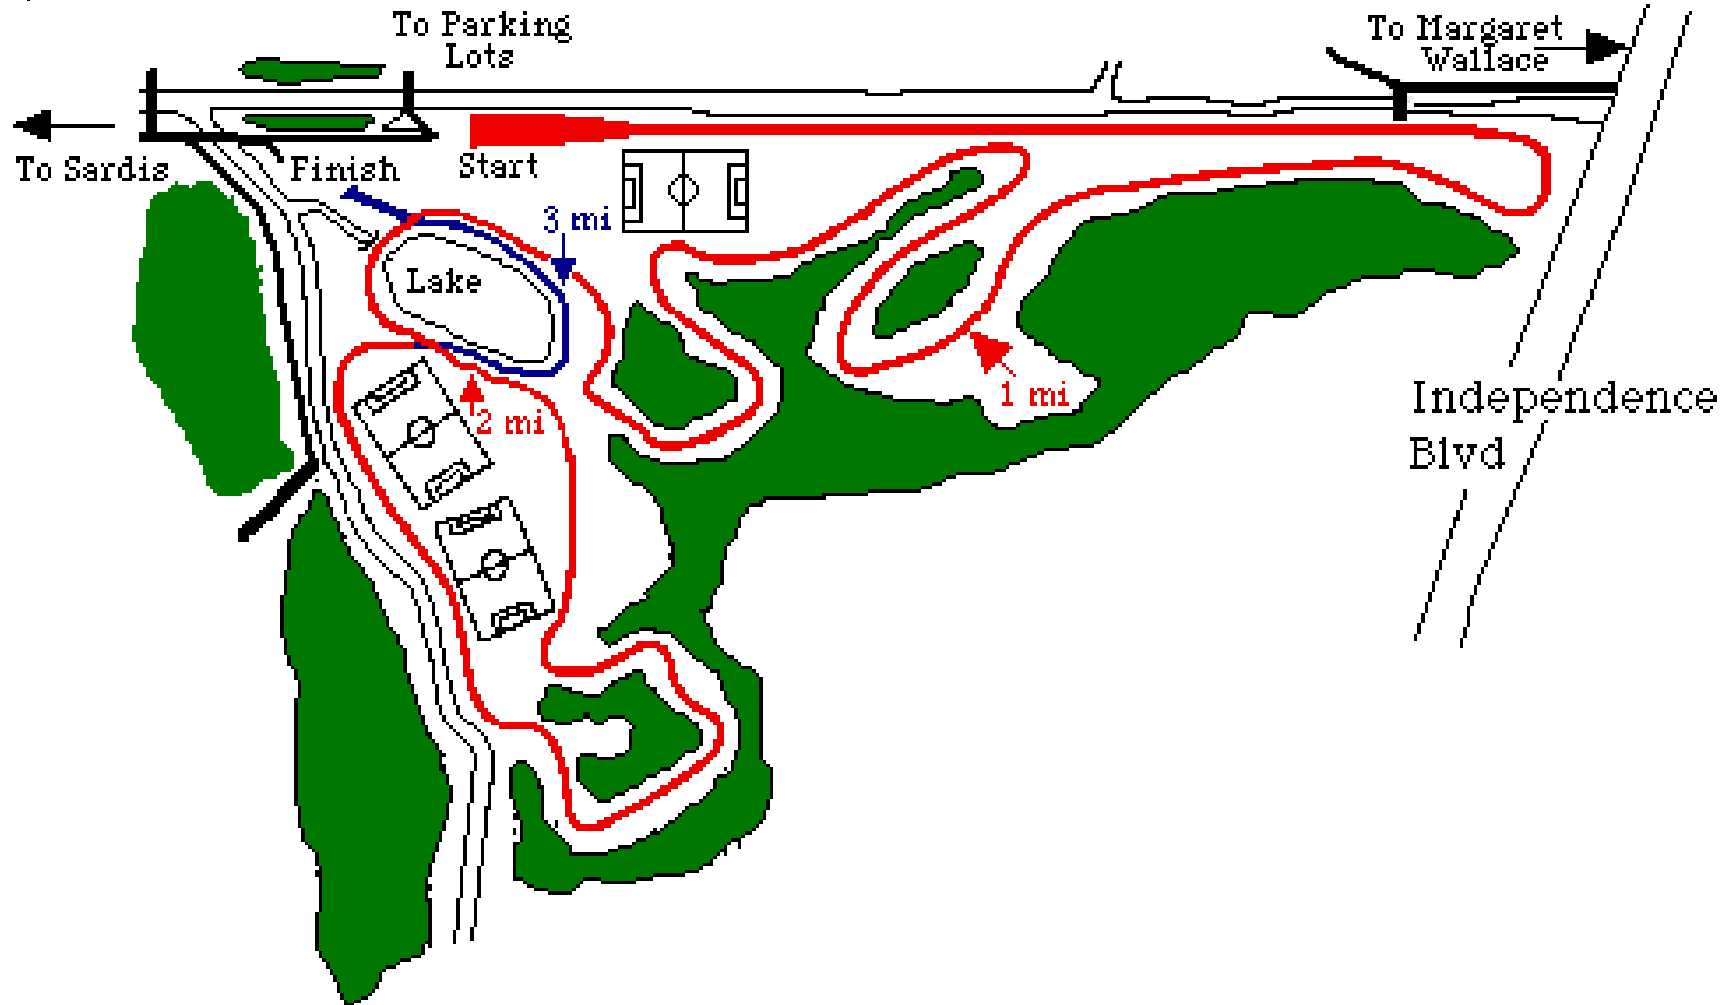 To Parking
Lots
To Margaret
Wallace
To Sardis
Finish
Start
3 mi
Lake
1 mi
2 mi
Independence
Blvd